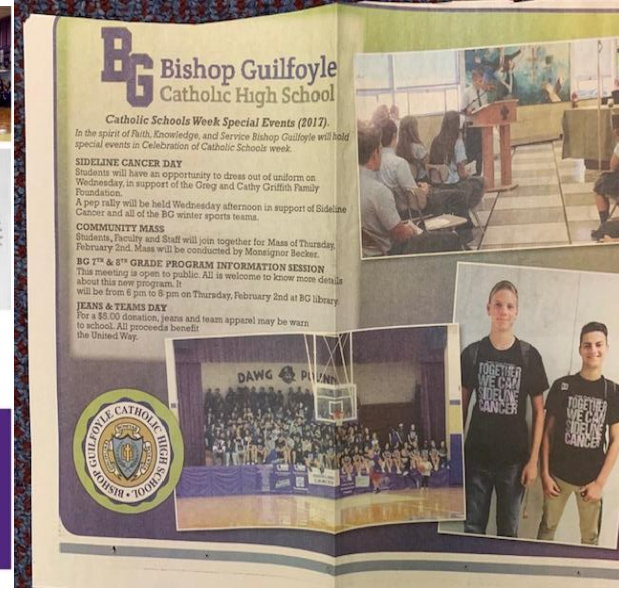 BG
Bishop Guilfoyle
Catholic High School
Catholic Schools Week Special Events (2017).
In the spirit of Faith, Knowledge, and Service Bishop Guilfoyle will hold
special events in Celebration of Catholic Schools week.
SIDELINE CANCER DAY
Students will have an opportunity to dress out of uniform on
Wednesday, in support of the Greg and Cathy Griffith Family
Foundation.
A pep rally will be held Wednesday afternoon in support of Sideline
Cancer and all of the BG winter sports teams.
COMMUNITY MASS
Students, Faculty and Staff will join together for Mass of Thursday,
February 2nd. Mass will be conducted by Monsignor Becker.
BG 7TH & 8TH GRADE PROGRAM INFORMATION SESSION
This meeting is open to public. All is welcome to know more details
about this new program. It
will be from 6 pm to 8 pm on Thursday, February 2nd at BG library.
JEANS & TEAMS DAY
For a $5.00 donation, jeans and team apparel may be warn
to school. All proceeds benefit
the United Way.
DAWG POUND
BISHOP GUILFOYLE CATHOLIC HIGH SCHOOL
TOGETHER
WE CAN
SIDELINE
CANCER
TOGETHER
WE CAN
SIDELINE
CANCER